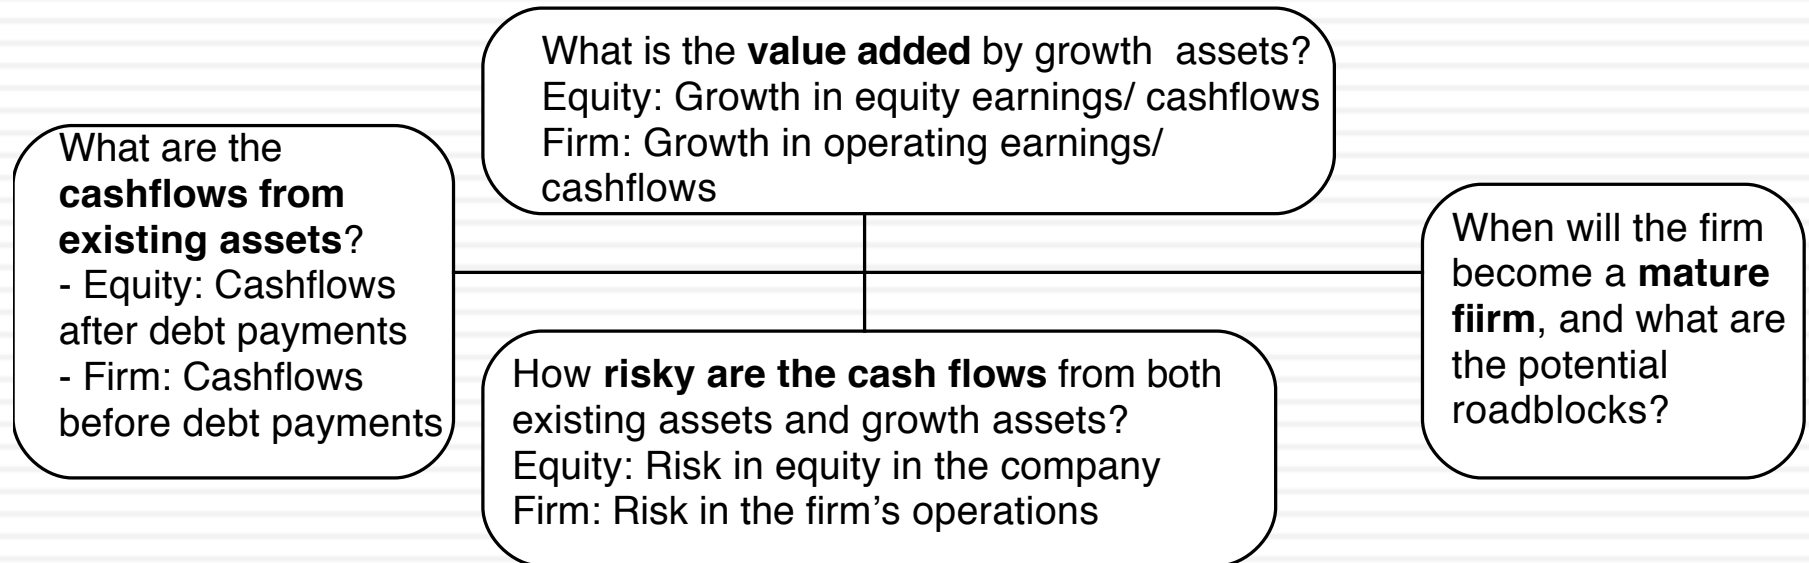 What is the value added by growth  assets?
Equity: Growth in equity earnings/ cashflows
Firm: Growth in operating earnings/
cashflows
What are the
cashflows from
existing assets?
- Equity: Cashflows
after debt payments
- Firm: Cashflows
before debt payments
How risky are the cash flows from both
existing assets and growth assets?
Equity: Risk in equity in the company
Firm: Risk in the firm’s operations
When will the firm
become a mature
fiirm, and what are
the potential
roadblocks?